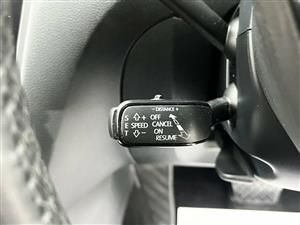 − DISTANCE +
S + OFF
E SPEED CANCEL
T − ON
RESUME